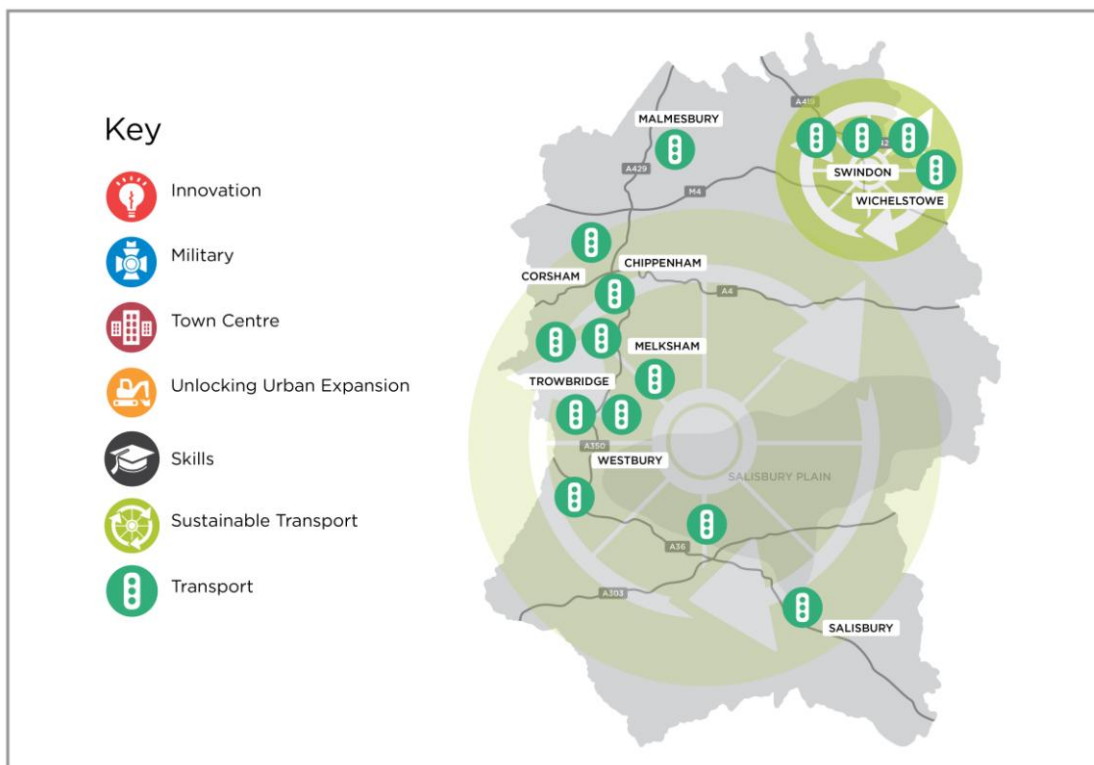 Key
Innovation
Military
Town Centre
Unlocking Urban Expansion
Skills
Sustainable Transport
Transport
MALMESBURY
A419
SWINDON
WICHELSTOWE
A429
M4
CORSHAM
CHIPPENHAM
A4
MELKSHAM
TROWBRIDGE
A350
WESTBURY
SALISBURY PLAIN
A36
A303
SALISBURY